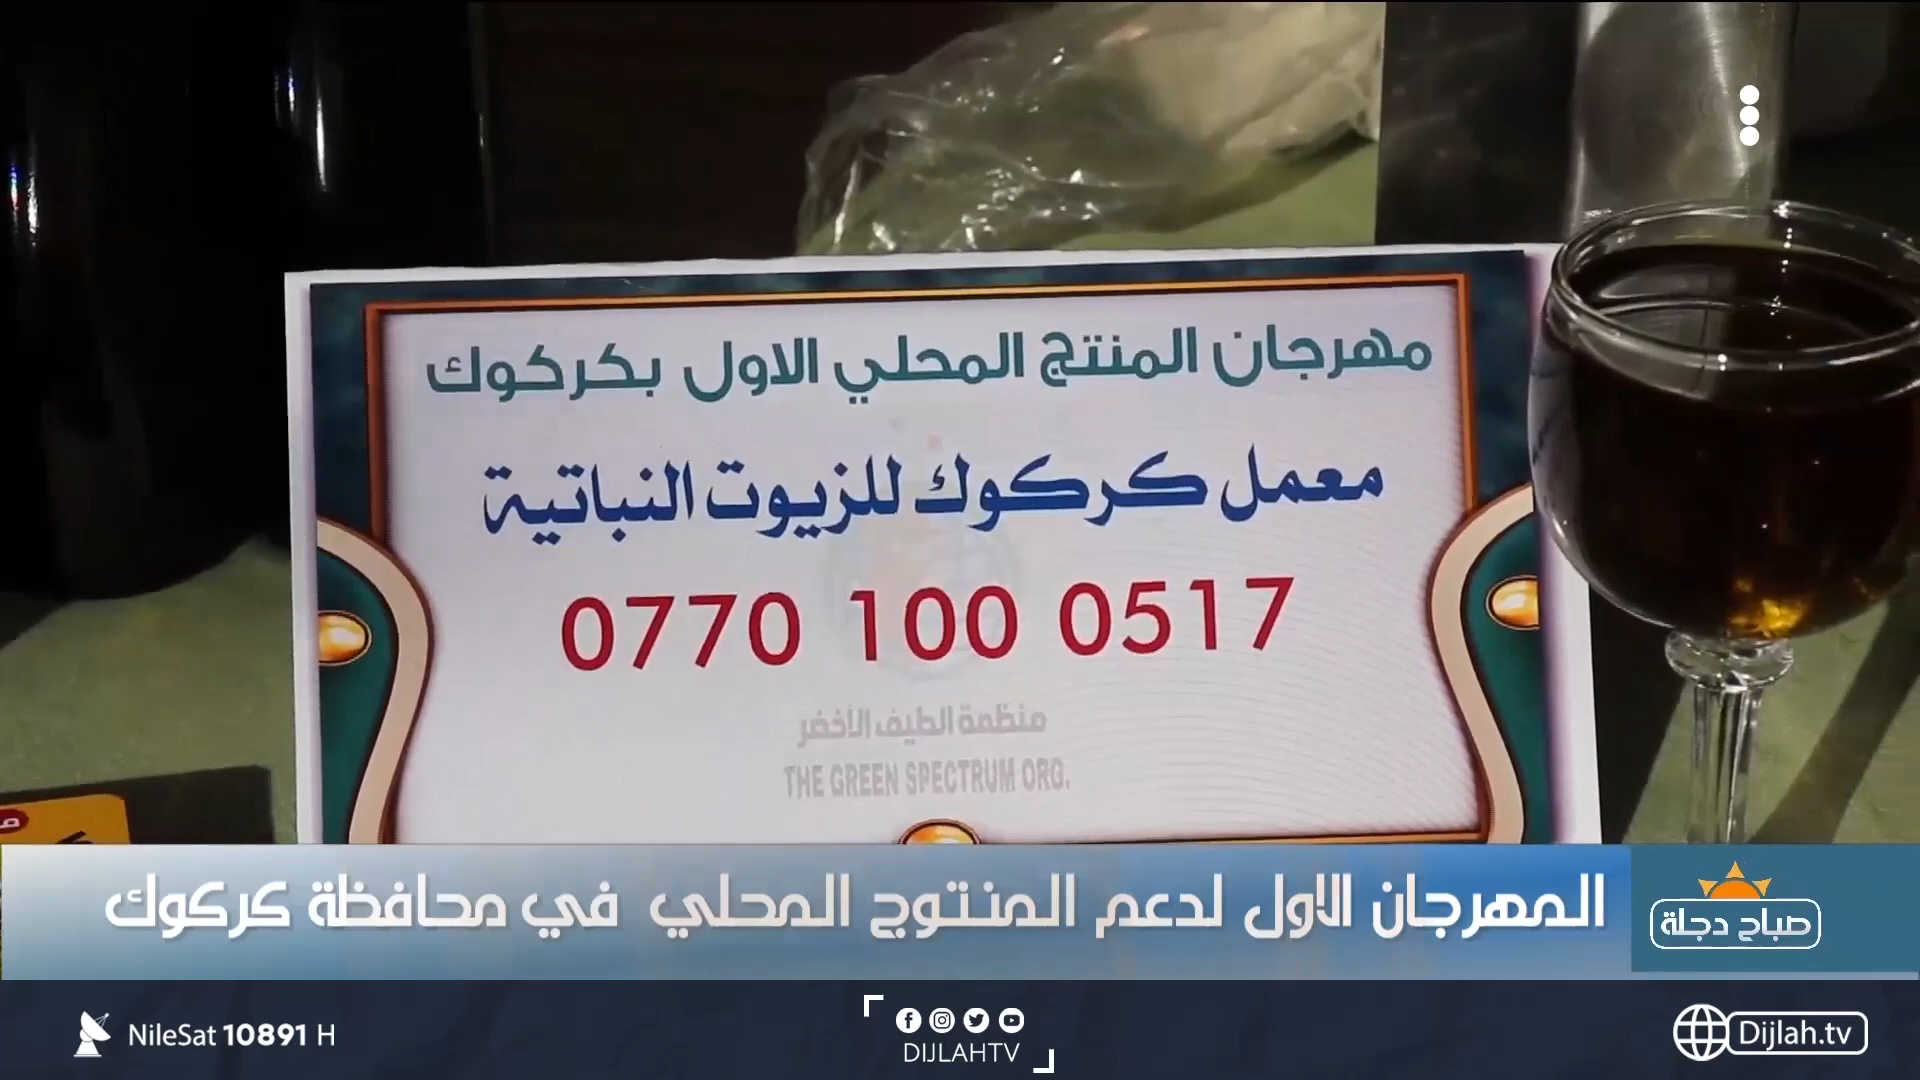 مهرجان المنتج المحلي الاول بكركوك
معمل كركوك للزيوت النباتية
0770 100 0517
منظمة الطيف الأخضر
THE GREEN SPECTRUM ORG.
المهرجان الاول لدعم المنتوج المحلي في محافظة كركوك
صباح دجلة
NileSat 10891 H
DIJLAHTV
Dijlah.tv